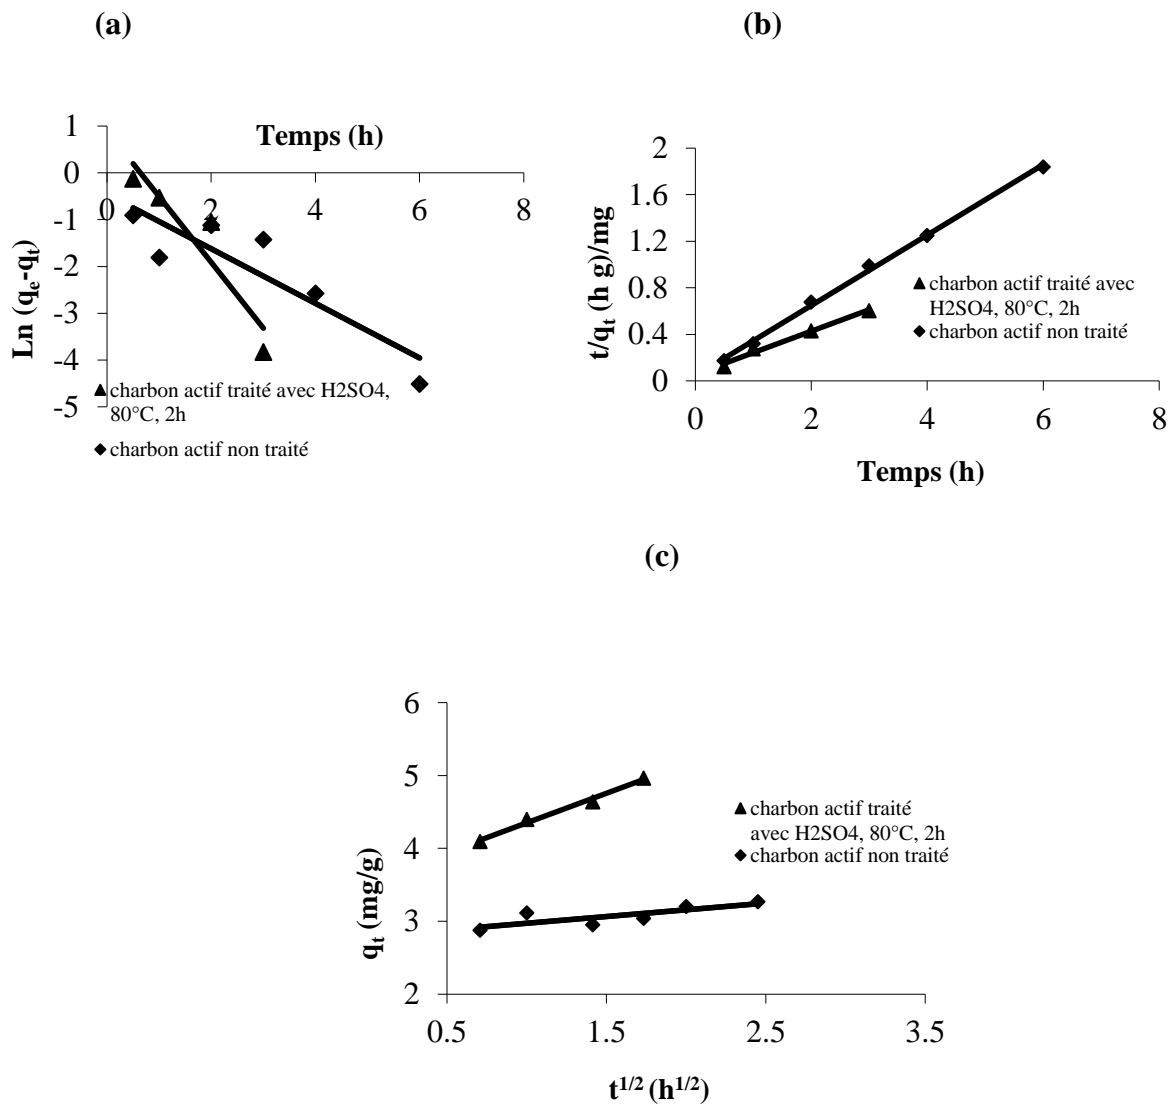 (a)
1
0
-1
-2
-3
-4
-5
0 2 4 6 8
Temps (h)
Ln (qₑ-qₜ)
charbon actif traité avec H2SO4,
80°C, 2h
charbon actif non traité
(b)
2
1.6
1.2
0.8
0.4
0
0 2 4 6 8
t/qₜ (h g)/mg
Temps (h)
charbon actif traité avec
H2SO4, 80°C, 2h
charbon actif non traité
(c)
6
5
4
3
2
0.5 1.5 2.5 3.5
qₜ (mg/g)
t^1/2 (h^1/2)
charbon actif traité
avec H2SO4, 80°C, 2h
charbon actif non traité